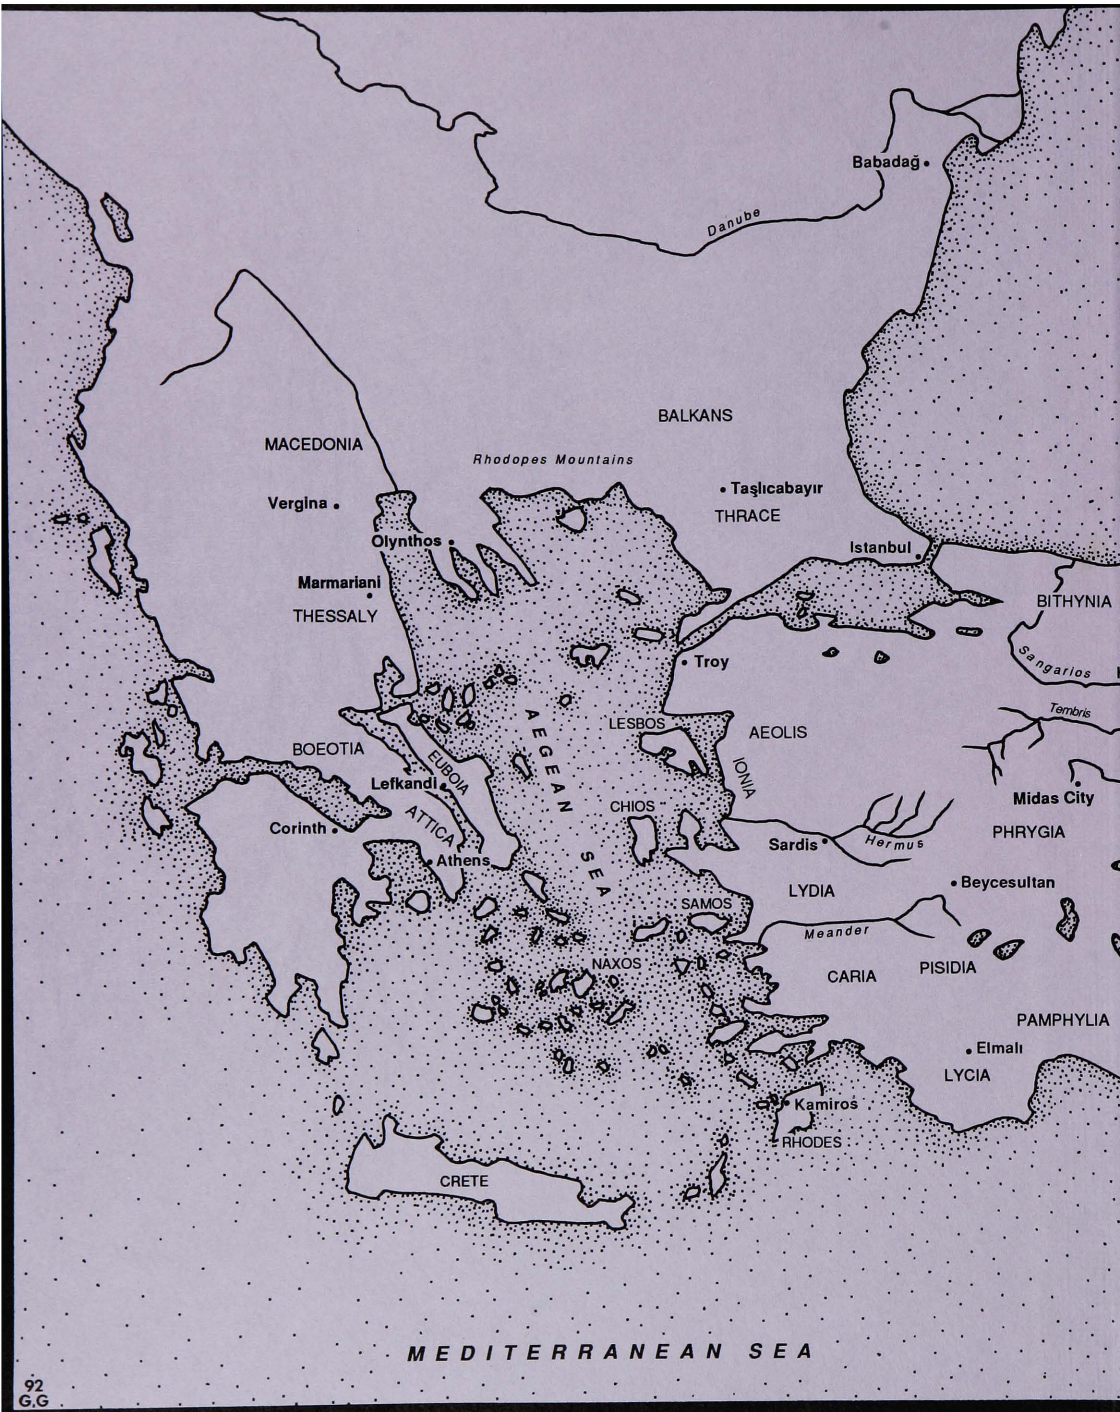 Babadağ
Danube
BALKANS
MACEDONIA
Rhodopes Mountains
Taşlıcabayır
Vergina
THRACE
Olynthos
Istanbul
Marmariani
BITHYNIA
THESSALY
Sangarios
Troy
Tembris
LESBOS
AEOLIS
BOEOTIA
EUBOIA
IONIA
Lefkandi
AEGEAN SEA
Midas City
CHIOS
ATTICA
Corinth
PHRYGIA
Sardis
Hermus
Athens
Beycesultan
LYDIA
SAMOS
Meander
NAXOS
PISIDIA
CARIA
PAMPHYLIA
Elmalı
LYCIA
Kamiros
RHODES
CRETE
MEDITERRANEAN SEA
92
G,G